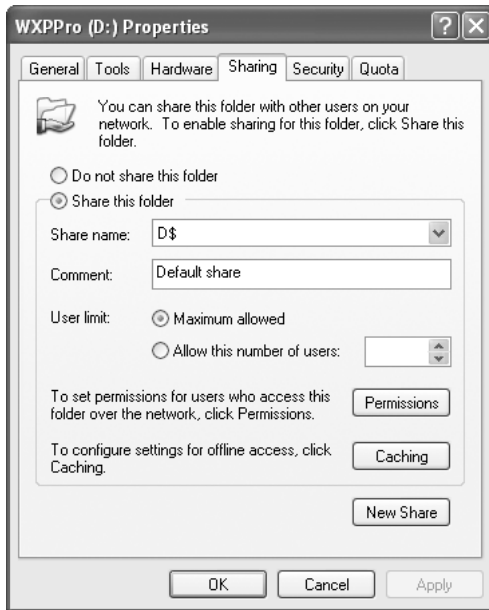 WXPPro (D:) Properties
General Tools Hardware Sharing Security Quota
You can share this folder with other users on your
network. To enable sharing for this folder, click Share this
folder.
Do not share this folder
Share this folder
Share name: D$
Comment: Default share
User limit: Maximum allowed
Allow this number of users:
To set permissions for users who access this
folder over the network, click Permissions.
Permissions
To configure settings for offline access, click
Caching.
Caching
New Share
OK Cancel Apply